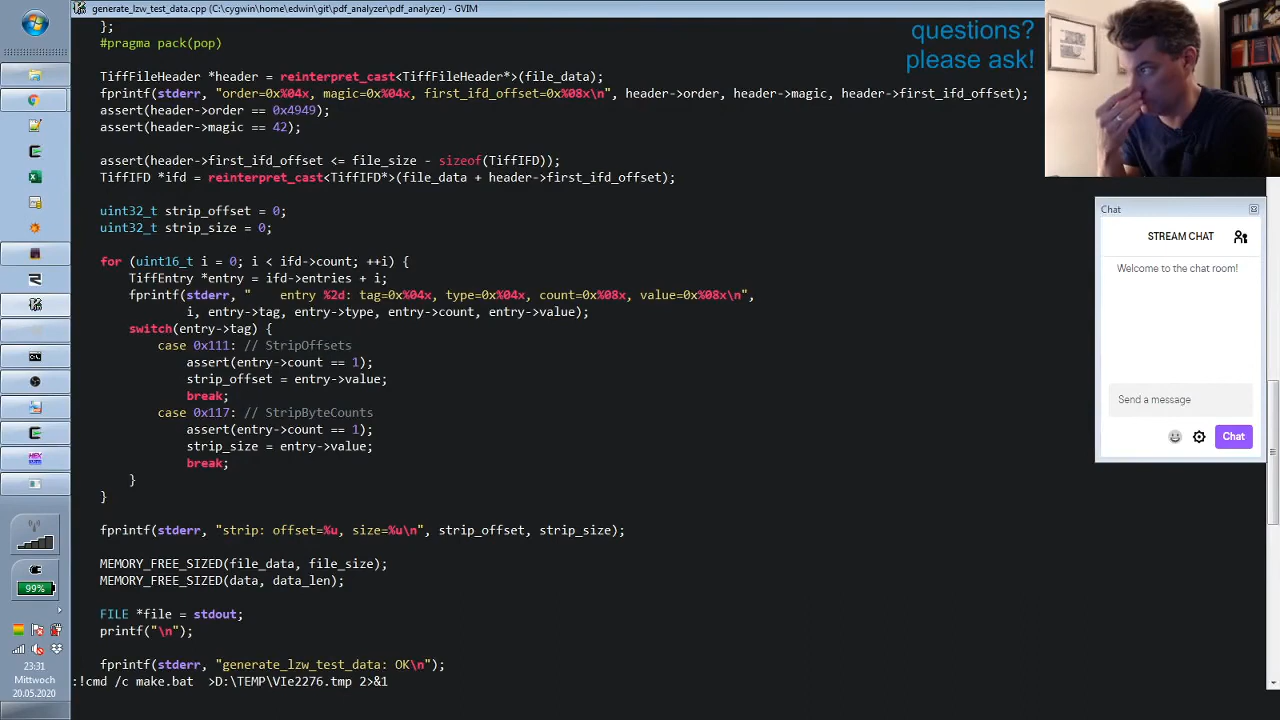 generate_lzw_test_data.cpp (C:\cygwin\home\edwin\git\pdf_analyzer\pdf_analyzer) - GVIM
};
#pragma pack(pop)
TiffFileHeader *header = reinterpret_cast<TiffFileHeader*>(file_data);
fprintf(stderr, "order=0x%04x, magic=0x%04x, first_ifd_offset=0x%08x\n", header->order, header->magic, header->first_ifd_offset);
assert(header->order == 0x4949);
assert(header->magic == 42);
assert(header->first_ifd_offset <= file_size - sizeof(TiffIFD));
TiffIFD *ifd = reinterpret_cast<TiffIFD*>(file_data + header->first_ifd_offset);
uint32_t strip_offset = 0;
uint32_t strip_size = 0;
for (uint16_t i = 0; i < ifd->count; ++i) {
TiffEntry *entry = ifd->entries + i;
fprintf(stderr, "    entry %2d: tag=0x%04x, type=0x%04x, count=0x%08x, value=0x%08x\n",
i, entry->tag, entry->type, entry->count, entry->value);
switch(entry->tag) {
case 0x111: // StripOffsets
assert(entry->count == 1);
strip_offset = entry->value;
break;
case 0x117: // StripByteCounts
assert(entry->count == 1);
strip_size = entry->value;
break;
}
}
fprintf(stderr, "strip: offset=%u, size=%u\n", strip_offset, strip_size);
MEMORY_FREE_SIZED(file_data, file_size);
MEMORY_FREE_SIZED(data, data_len);
FILE *file = stdout;
printf("\n");
fprintf(stderr, "generate_lzw_test_data: OK\n");
:!cmd /c make.bat  >D:\TEMP\VIe2276.tmp 2>&1
questions?
please ask!
Chat
STREAM CHAT
Welcome to the chat room!
Send a message
Chat
99%
23:31
Mittwoch
20.05.2020